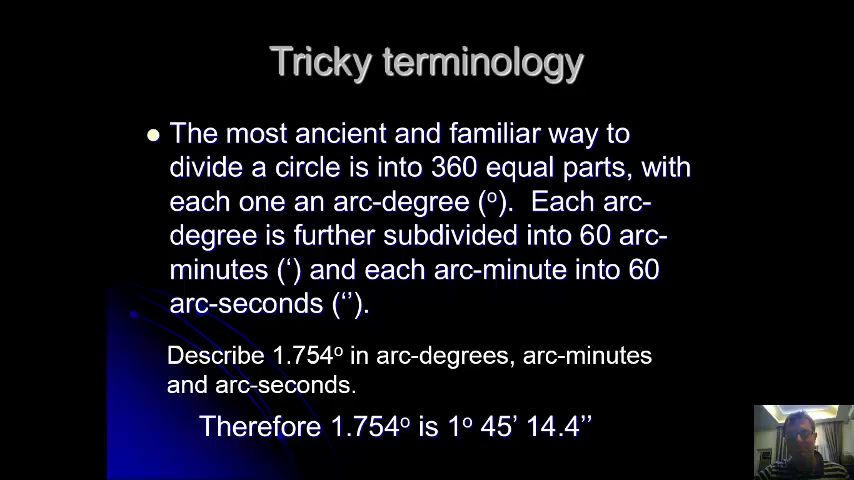 Tricky terminology
The most ancient and familiar way to
divide a circle is into 360 equal parts, with
each one an arc-degree (º). Each arc-
degree is further subdivided into 60 arc-
minutes (‘) and each arc-minute into 60
arc-seconds (‘’).
Describe 1.754º in arc-degrees, arc-minutes
and arc-seconds.
Therefore 1.754º is 1º 45’ 14.4’’